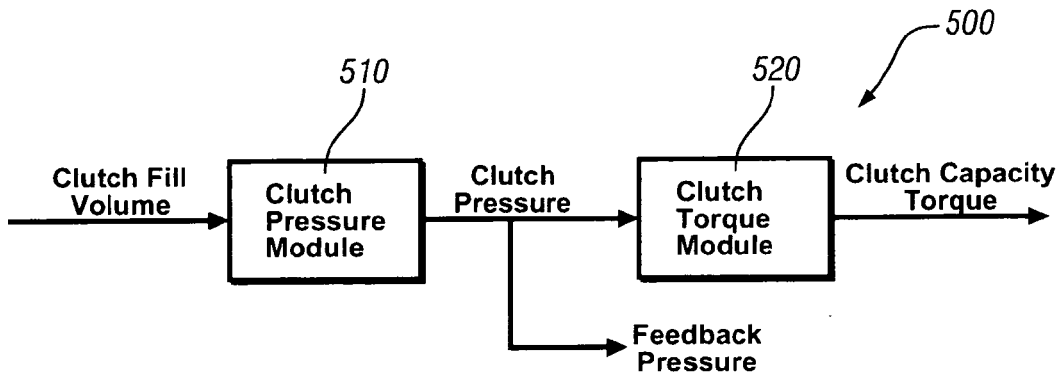 500
510
520
Clutch Fill
Volume
Clutch
Pressure
Module
Clutch
Pressure
Clutch
Torque
Module
Clutch Capacity
Torque
Feedback
Pressure